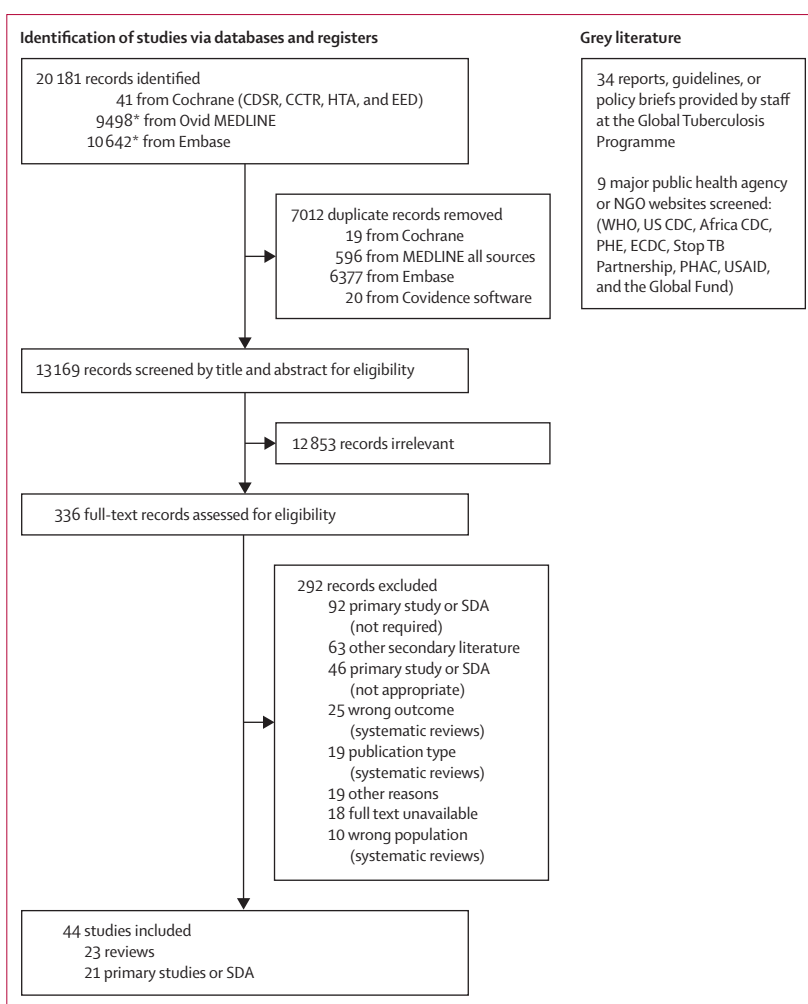 Identification of studies via databases and registers
20 181 records identified
41 from Cochrane (CDSR, CCTR, HTA, and EED)
9498* from Ovid MEDLINE
10 642* from Embase
7012 duplicate records removed
19 from Cochrane
596 from MEDLINE all sources
6377 from Embase
20 from Covidence software
13 169 records screened by title and abstract for eligibility
12 853 records irrelevant
336 full-text records assessed for eligibility
292 records excluded
92 primary study or SDA
(not required)
63 other secondary literature
46 primary study or SDA
(not appropriate)
25 wrong outcome
(systematic reviews)
19 publication type
(systematic reviews)
19 other reasons
18 full text unavailable
10 wrong population
(systematic reviews)
44 studies included
23 reviews
21 primary studies or SDA
Grey literature
34 reports, guidelines, or
policy briefs provided by staff
at the Global Tuberculosis
Programme
9 major public health agency
or NGO websites screened:
(WHO, US CDC, Africa CDC,
PHE, ECDC, Stop TB
Partnership, PHAC, USAID,
and the Global Fund)